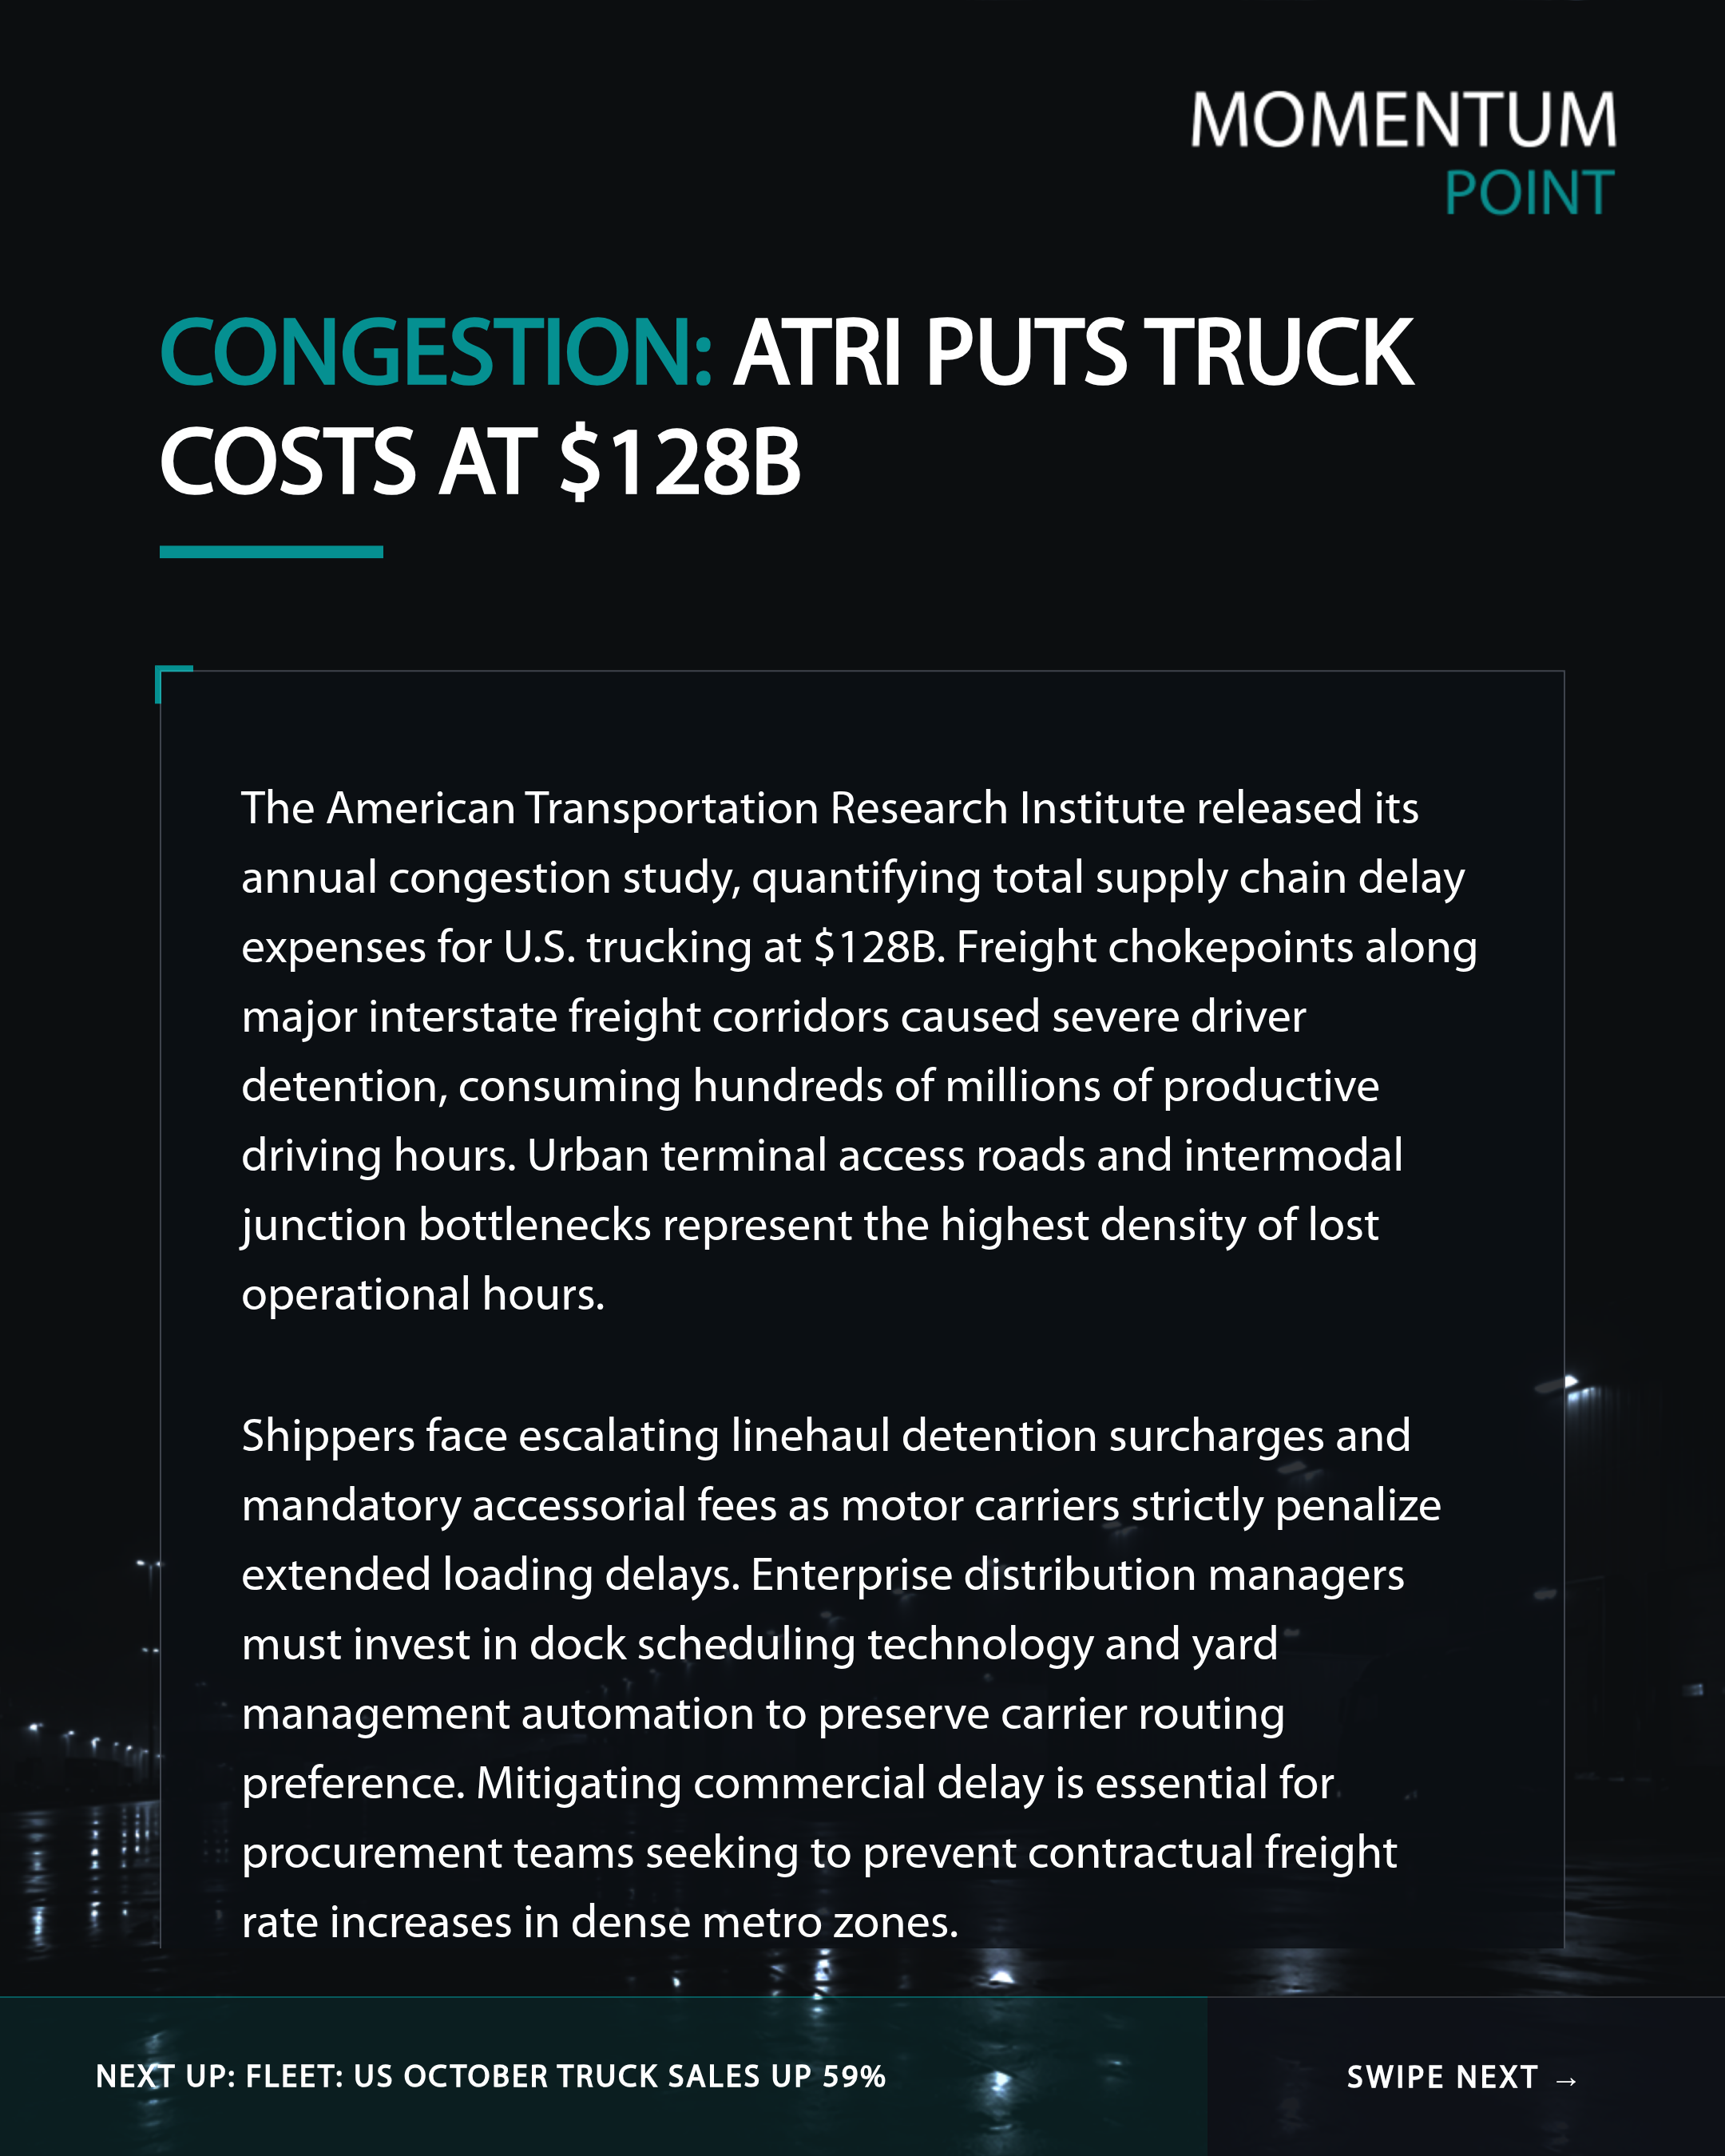 MOMENTUM
POINT
CONGESTION: ATRI PUTS TRUCK
COSTS AT $128B
The American Transportation Research Institute released its
annual congestion study, quantifying total supply chain delay
expenses for U.S. trucking at $128B. Freight chokepoints along
major interstate freight corridors caused severe driver
detention, consuming hundreds of millions of productive
driving hours. Urban terminal access roads and intermodal
junction bottlenecks represent the highest density of lost
operational hours.
Shippers face escalating linehaul detention surcharges and
mandatory accessorial fees as motor carriers strictly penalize
extended loading delays. Enterprise distribution managers
must invest in dock scheduling technology and yard
management automation to preserve carrier routing
preference. Mitigating commercial delay is essential for
procurement teams seeking to prevent contractual freight
rate increases in dense metro zones.
NEXT UP: FLEET: US OCTOBER TRUCK SALES UP 59%
SWIPE NEXT →